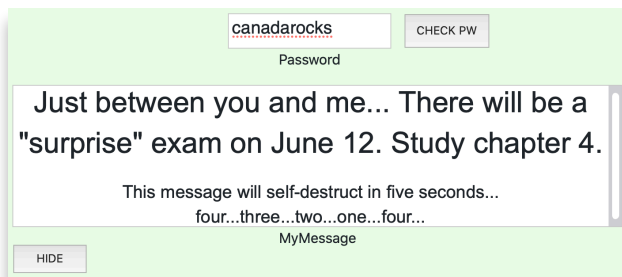 canadarocks CHECK PW
Password
Just between you and me... There will be a
"surprise" exam on June 12. Study chapter 4.
This message will self-destruct in five seconds...
four...three...two...one...four...
MyMessage
HIDE